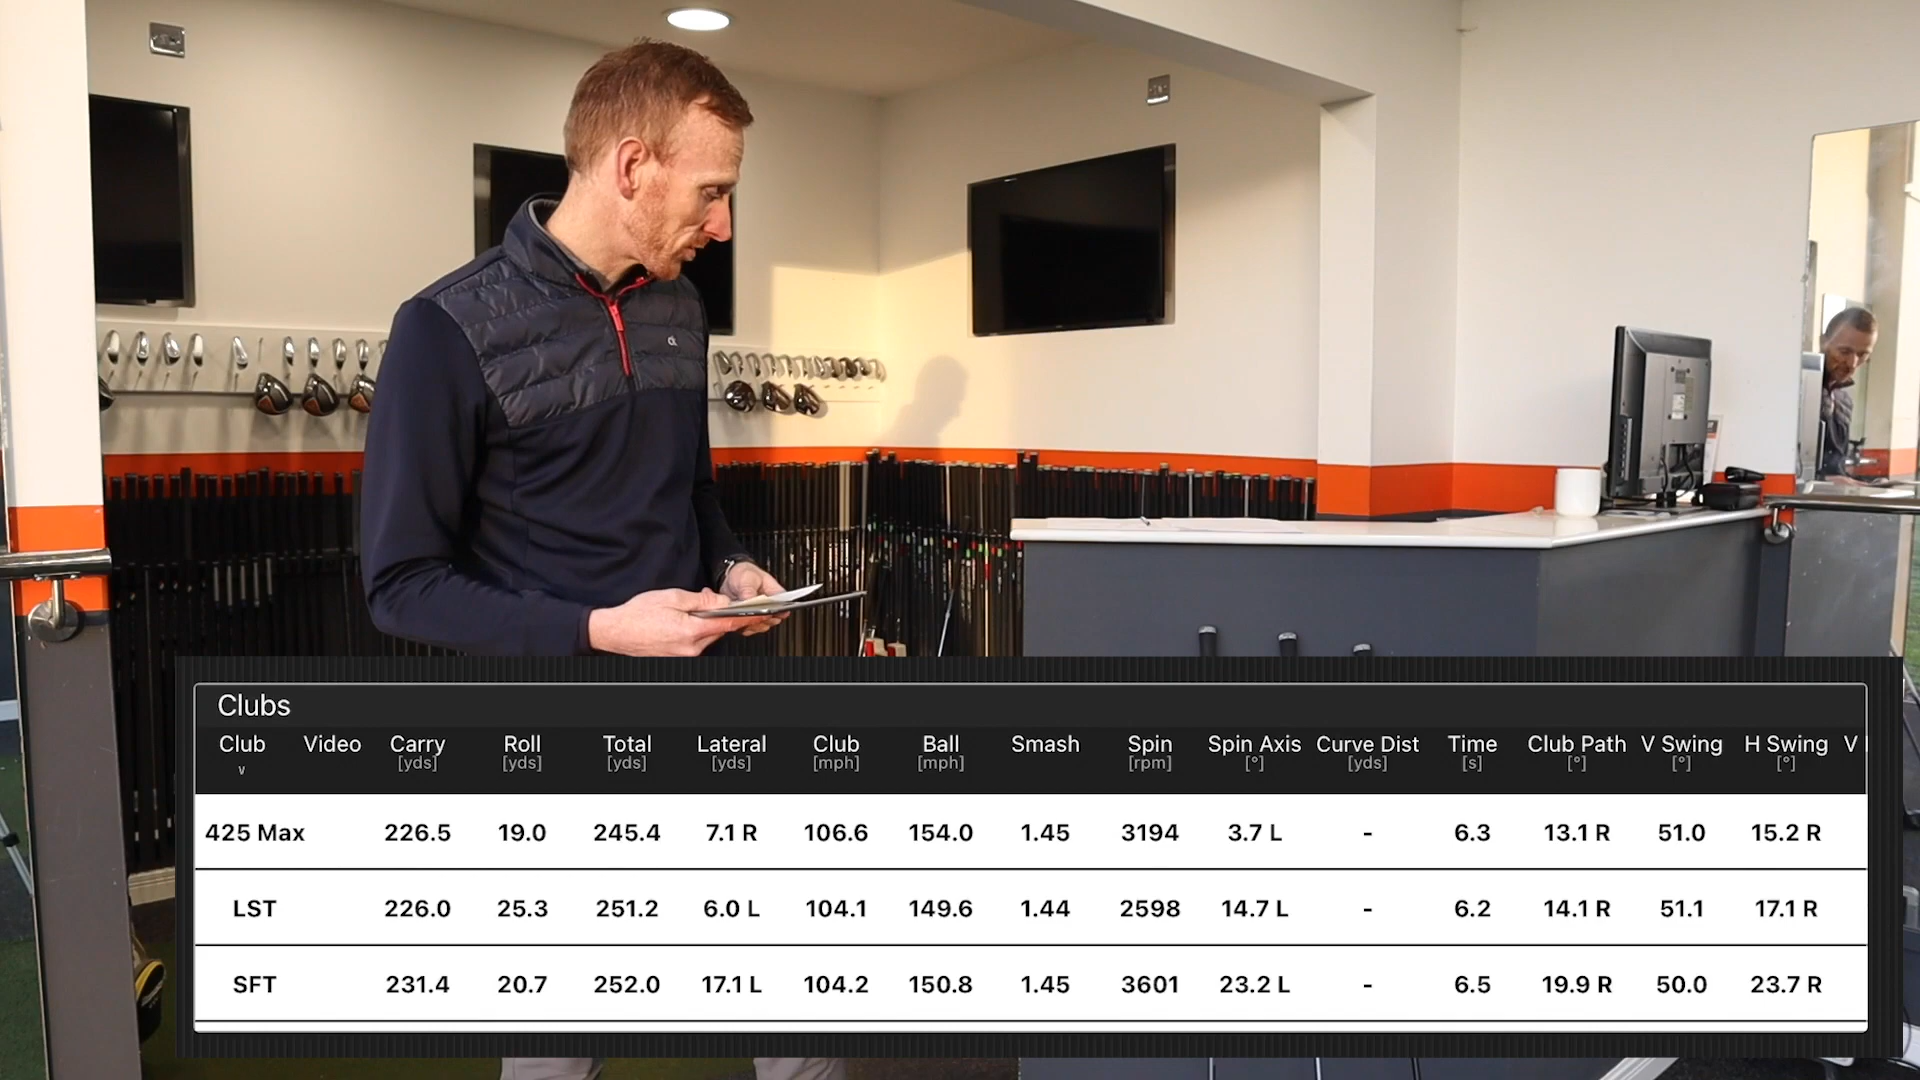 Clubs
Club Video Carry Roll Total Lateral Club Ball Smash Spin Spin Axis Curve Dist Time Club Path V Swing H Swing V
[yds] [yds] [yds] [yds] [mph] [mph] [rpm] [°] [yds] [s] [°] [°] [°]
425 Max 226.5 19.0 245.4 7.1 R 106.6 154.0 1.45 3194 3.7 L - 6.3 13.1 R 51.0 15.2 R
LST 226.0 25.3 251.2 6.0 L 104.1 149.6 1.44 2598 14.7 L - 6.2 14.1 R 51.1 17.1 R
SFT 231.4 20.7 252.0 17.1 L 104.2 150.8 1.45 3601 23.2 L - 6.5 19.9 R 50.0 23.7 R